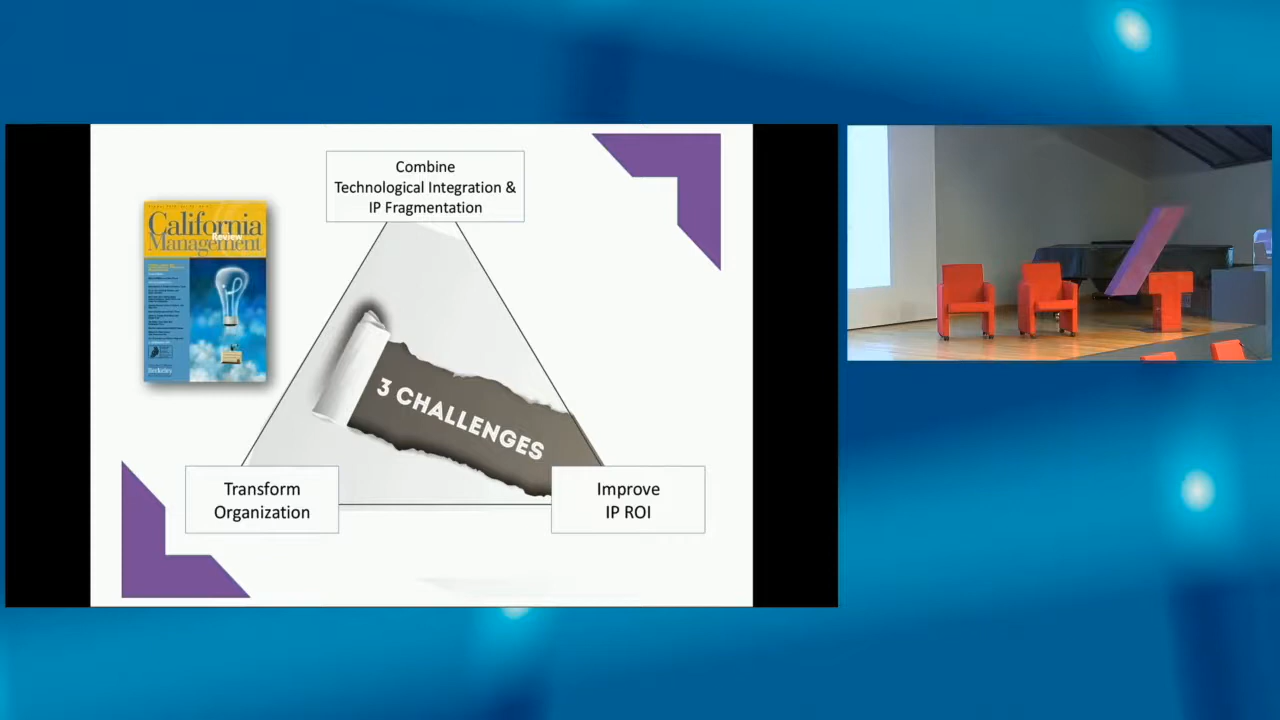 Combine
Technological Integration &
IP Fragmentation
California
Review
Management
Berkeley
3 CHALLENGES
Transform
Organization
Improve
IP ROI